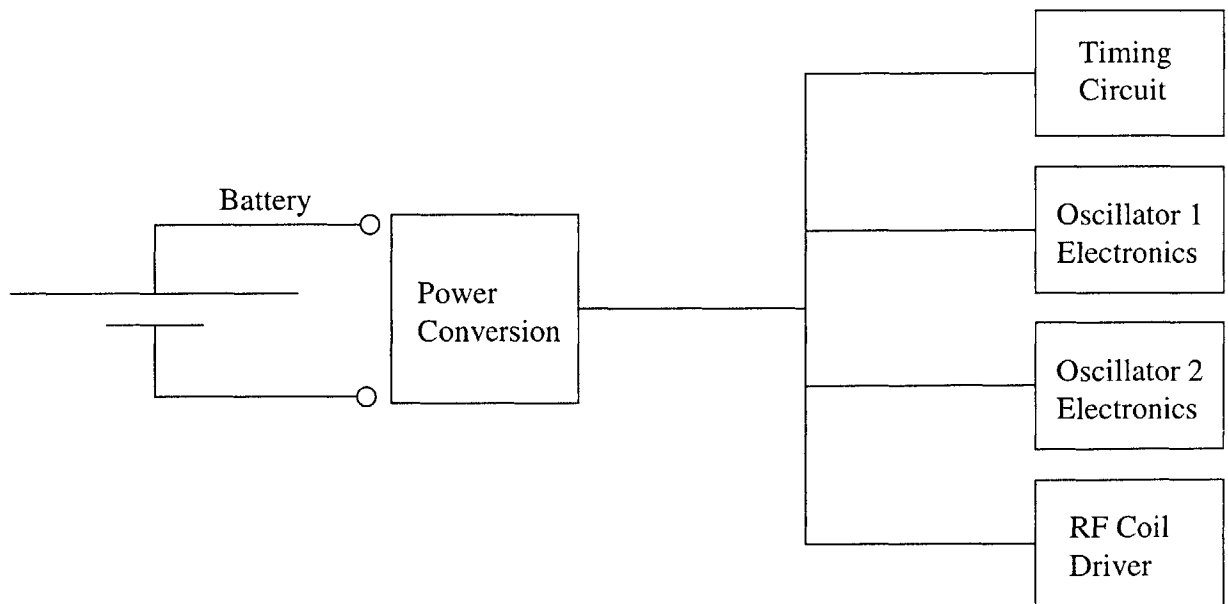 Timing
Circuit
Battery
Oscillator 1
Electronics
Power
Conversion
Oscillator 2
Electronics
RF Coil
Driver